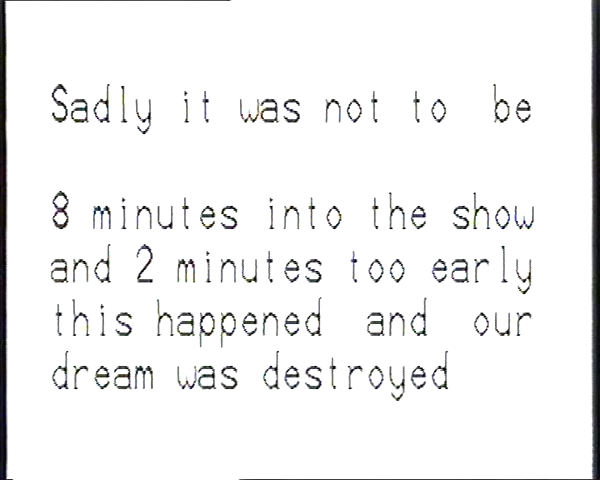 Sadly it was not to be
8 minutes into the show
and 2 minutes too early
this happened and our
dream was destroyed